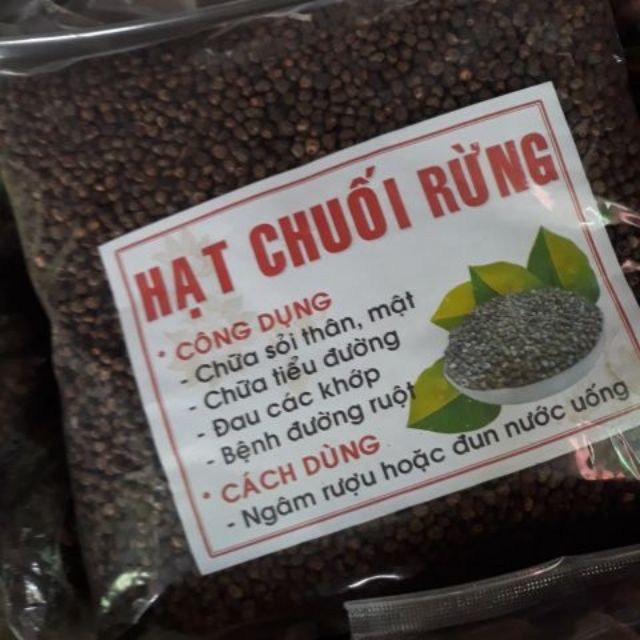 HẠT CHUỐI RỪNG
• CÔNG DỤNG
- Chữa sỏi thân, mật
- Chữa tiểu đường
- Đau các khớp
- Bệnh đường ruột
• CÁCH DÙNG
- Ngâm rượu hoặc đun nước uống